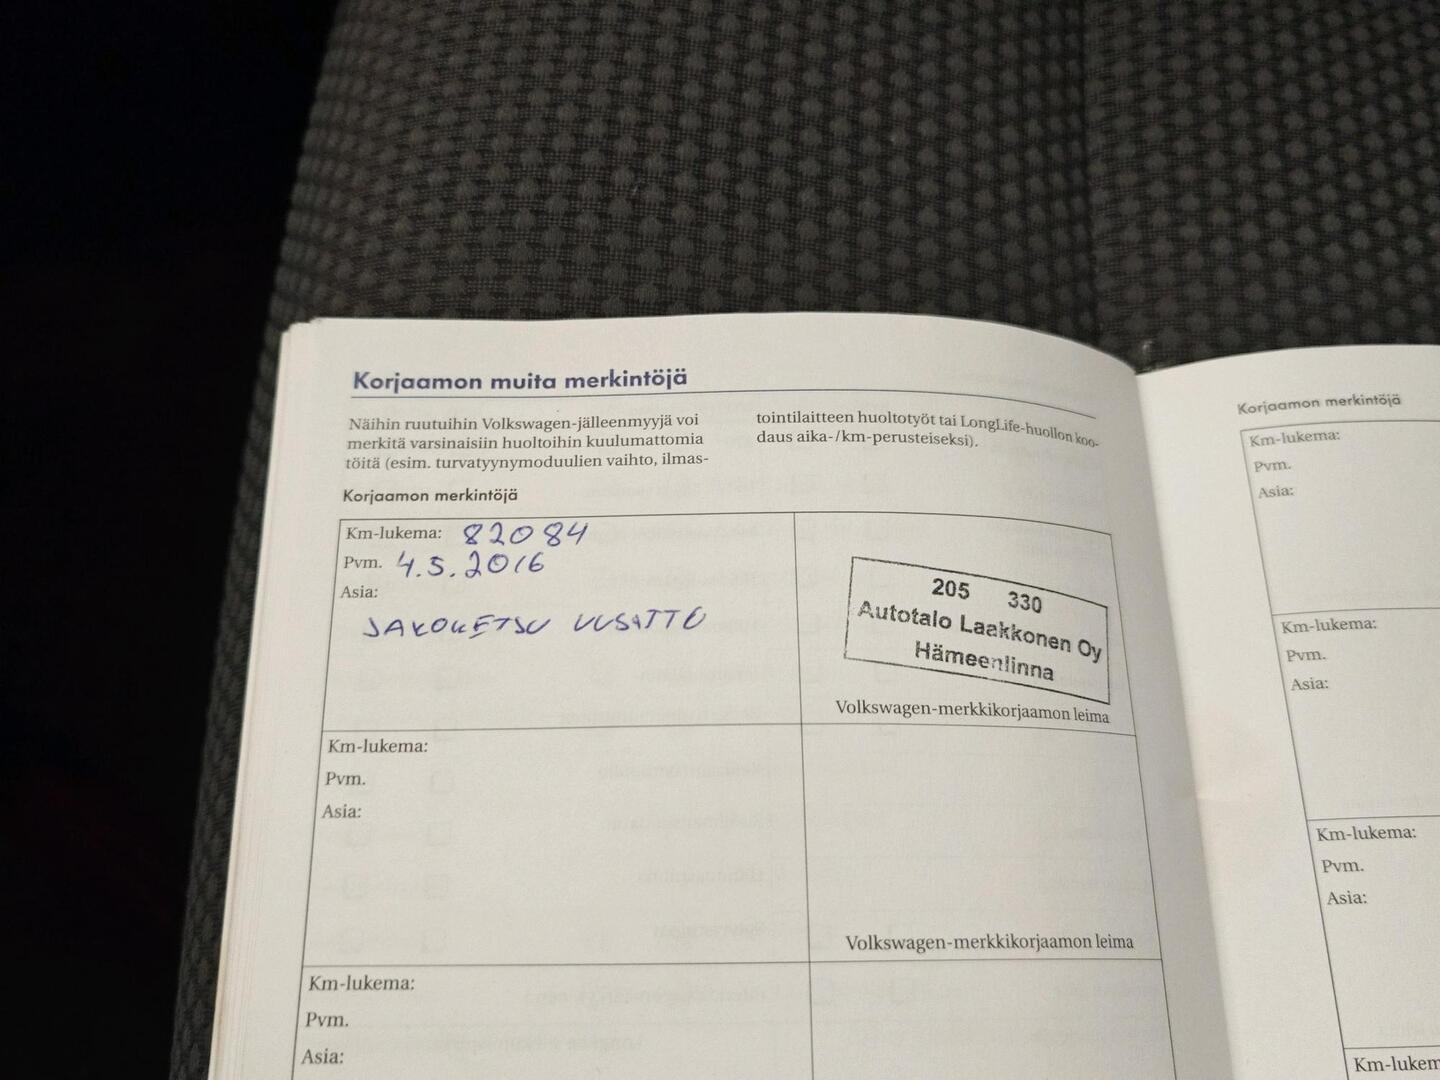 Korjaamon muita merkintöjä
Näihin ruutuihin Volkswagen-jälleenmyyjä voi
merkitä varsinaisiin huoltoihin kuulumattomia
töitä (esim. turvatyynymoduulien vaihto, ilmas-
tointilaitteen huoltotyöt tai LongLife-huollon koo-
daus aika-/km-perusteiseksi).
Korjaamon merkintöjä
Km-lukema: 82084
Pvm. 4.5.2016
Asia:
JAKOKETSU UUSITTU
205 330
Autotalo Laakkonen Oy
Hämeenlinna
Volkswagen-merkkikorjaamon leima
Km-lukema:
Pvm.
Asia:
Volkswagen-merkkikorjaamon leima
Km-lukema:
Pvm.
Asia:
Korjaamon merkintöjä
Km-lukema:
Pvm.
Asia:
Km-lukema:
Pvm.
Asia:
Km-lukema:
Pvm.
Asia:
Km-lukem